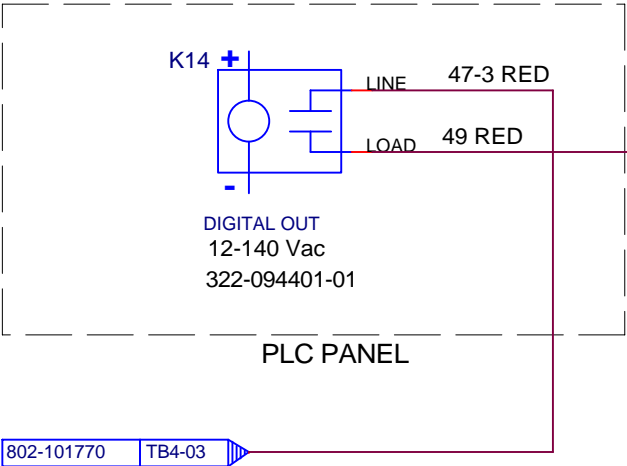 K14 +
LINE
47-3 RED
LOAD
49 RED
-
DIGITAL OUT
12-140 Vac
322-094401-01
PLC PANEL
802-101770 TB4-03